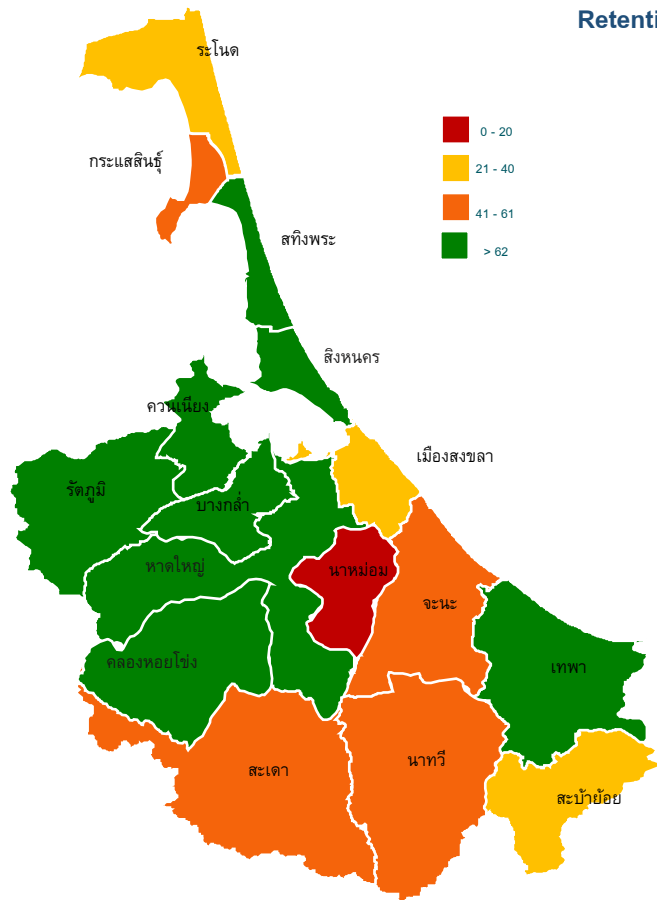 Retenti
ระโนด
0 - 20
กระแสสินธุ์
21 - 40
41 - 61
สทิงพระ
> 62
สิงหนคร
ควนเนียง
เมืองสงขลา
รัตภูมิ
บางกล่ำ
หาดใหญ่
นาหม่อม
จะนะ
คลองหอยโข่ง
เทพา
นาทวี
สะเดา
สะบ้าย้อย